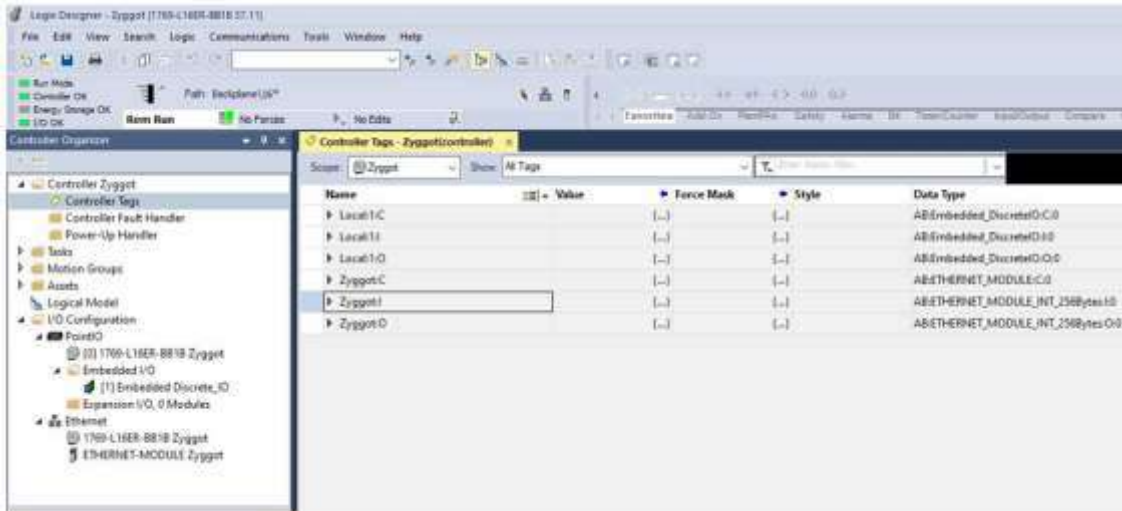 Logix Designer - Zyggot [1769-L16ER-BB1B 37.11]
File Edit View Search Logic Communications Tools Window Help
Run Mode
Controller OK
Energy Storage OK
I/O OK
Rem Run
No Forces
No Edits
Favorites Add-On Safety Alarms Bit Timer/Counter Input/Output Compare
Controller Organizer
Controller Tags - Zyggot(controller)
Scope: Zyggot Show: All Tags
Controller Zyggot
Controller Tags
Controller Fault Handler
Power-Up Handler
Tasks
Motion Groups
Assets
Logical Model
I/O Configuration
PointIO
[0] 1769-L16ER-BB1B Zyggot
Embedded I/O
[1] Embedded Discrete_IO
Expansion I/O, 0 Modules
Ethernet
1769-L16ER-BB1B Zyggot
ETHERNET-MODULE Zyggot
Name Value Force Mask Style Data Type
Local:1:C {...} {...} AB:Embedded_DiscreteIO:C:0
Local:1:I {...} {...} AB:Embedded_DiscreteIO:I:0
Local:1:O {...} {...} AB:Embedded_DiscreteIO:O:0
Zyggot:C {...} {...} AB:ETHERNET_MODULE:C:0
Zyggot:I {...} {...} AB:ETHERNET_MODULE_INT_256Bytes:I:0
Zyggot:O {...} {...} AB:ETHERNET_MODULE_INT_256Bytes:O:0